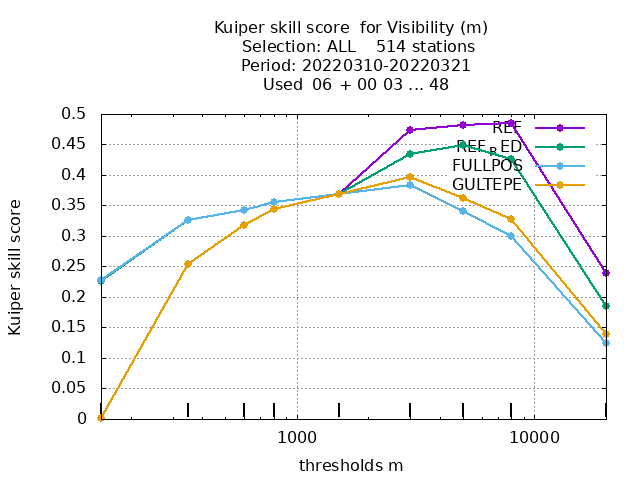 Kuiper skill score  for Visibility (m)
Selection: ALL    514 stations
Period: 20220310-20220321
Used  06 + 00 03 ... 48
0.5
0.45
0.4
0.35
0.3
0.25
0.2
0.15
0.1
0.05
0
Kuiper skill score
REF
REF_RED
FULLPOS
GULTEPE
1000
10000
thresholds m